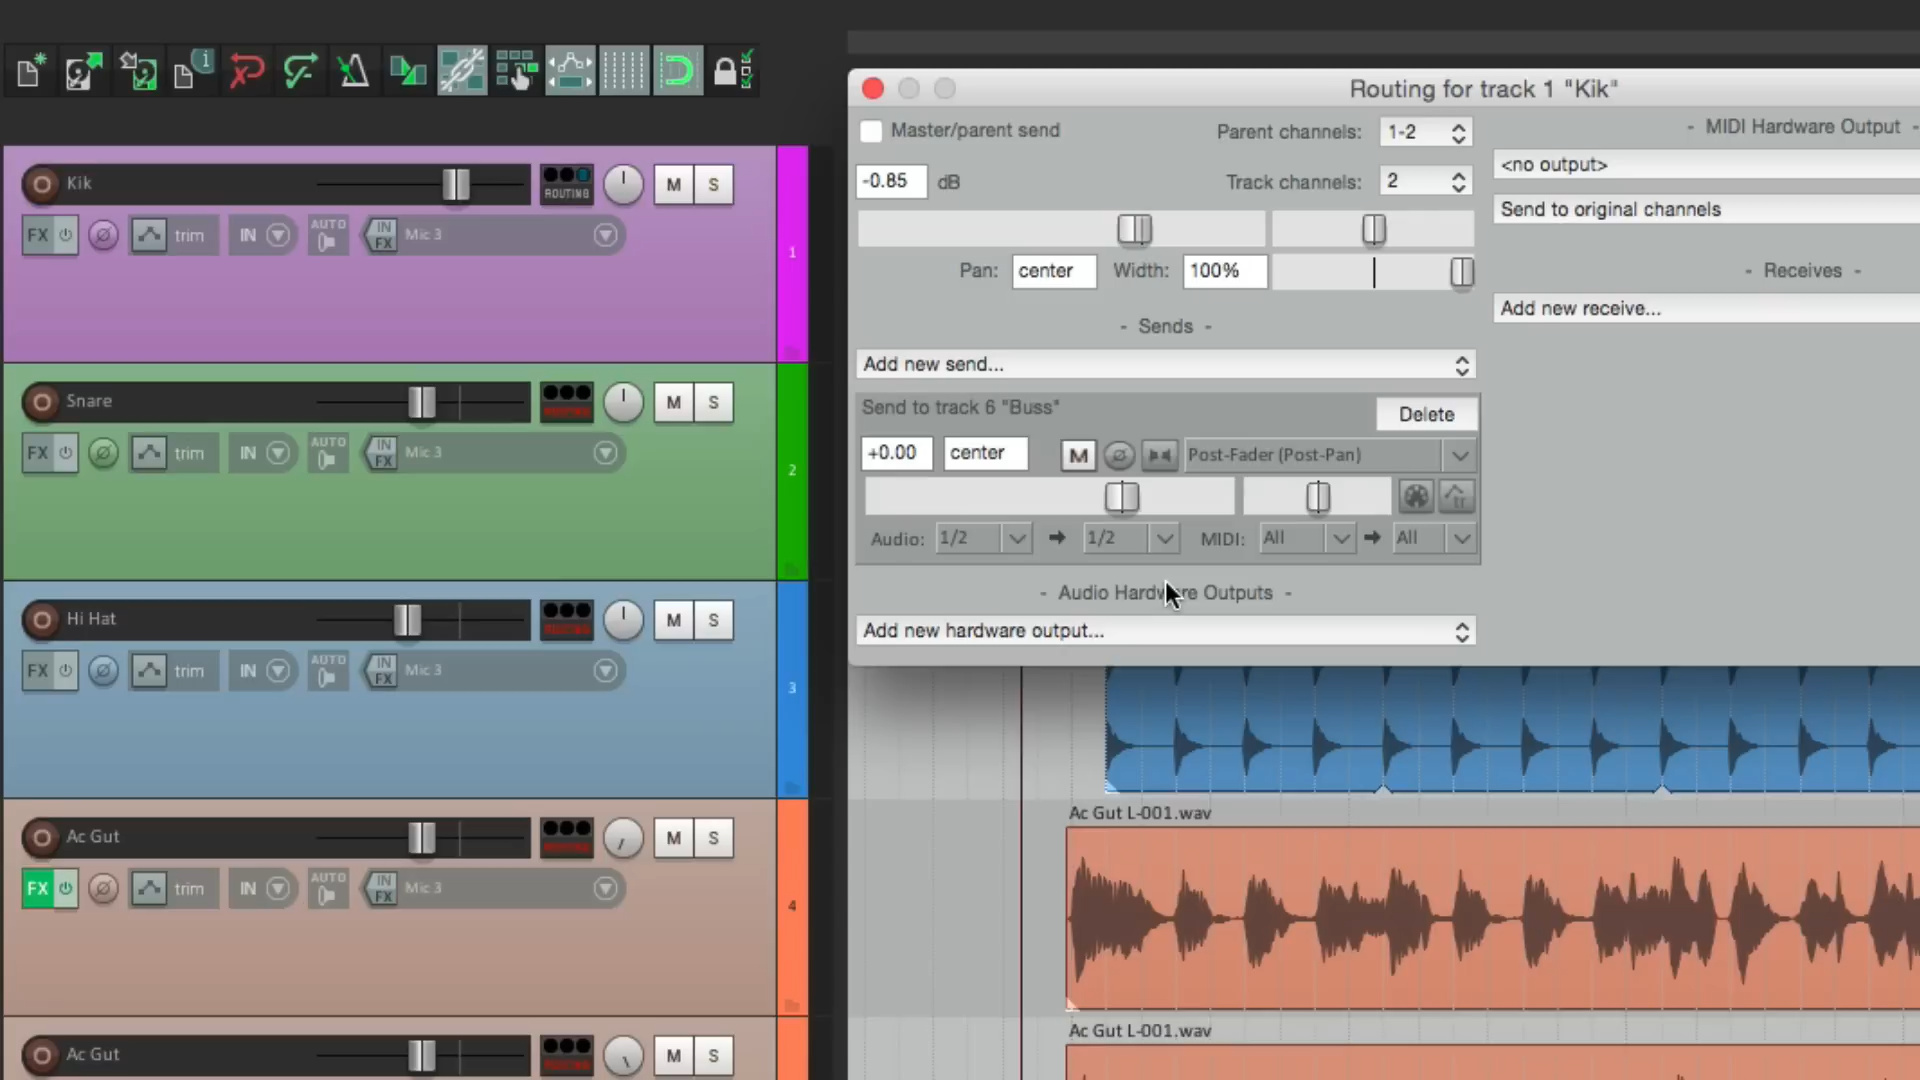 Routing for track 1 "Kik"
Master/parent send
Parent channels: 1-2
- MIDI Hardware Output -
-0.85 dB
Track channels: 2
<no output>
Send to original channels
Pan: center Width: 100%
- Receives -
Add new receive...
- Sends -
Add new send...
Send to track 6 "Buss"
Delete
+0.00 center M Post-Fader (Post-Pan)
tr
Audio: 1/2 1/2 MIDI: All All
- Audio Hardware Outputs -
Add new hardware output...
Kik ROUTING M S
FX trim IN AUTO IN FX Mic 3
1
Snare M S
FX trim IN AUTO IN FX Mic 3
2
Hi Hat M S
FX trim IN AUTO IN FX Mic 3
3
Ac Gut M S
FX trim IN AUTO IN FX Mic 3
4
Ac Gut M S
Ac Gut L-001.wav
Ac Gut L-001.wav